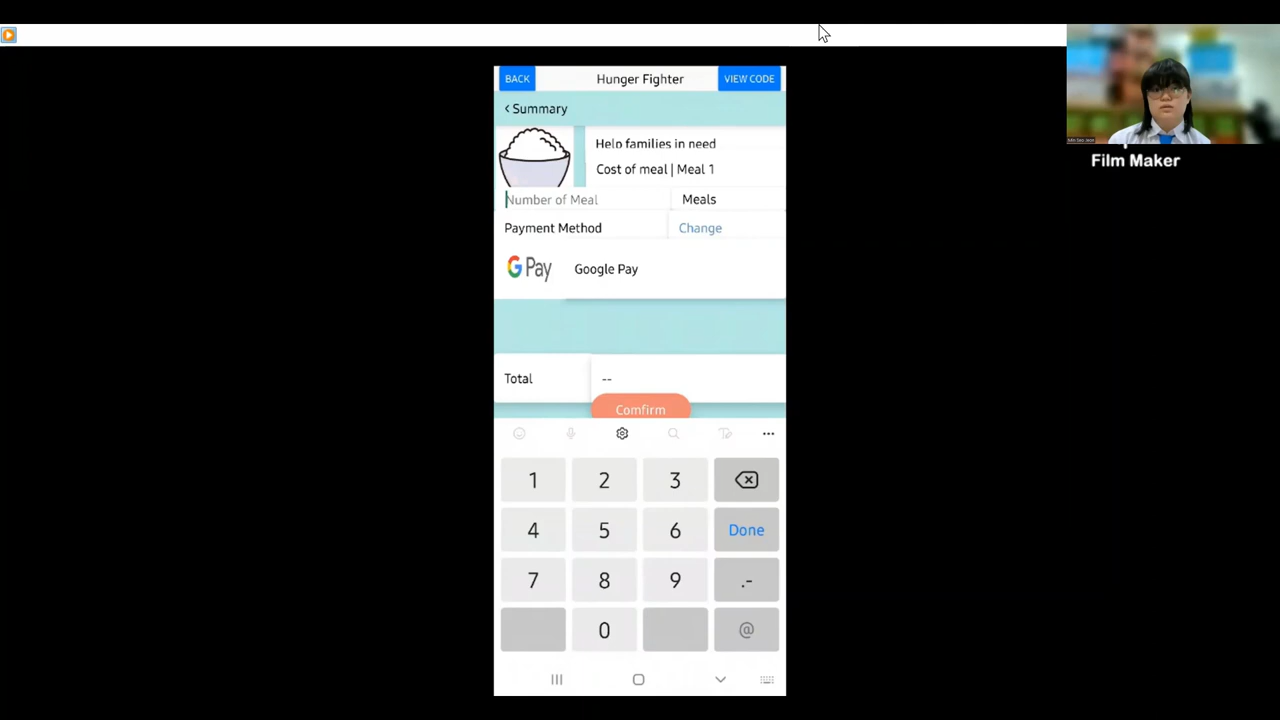 BACK
Hunger Fighter
VIEW CODE
< Summary
Help families in need
Cost of meal | Meal 1
Number of Meal
Meals
Payment Method
Change
G Pay
Google Pay
Total
--
Comfirm
1 2 3
4 5 6 Done
7 8 9 .-
0 @
Film Maker